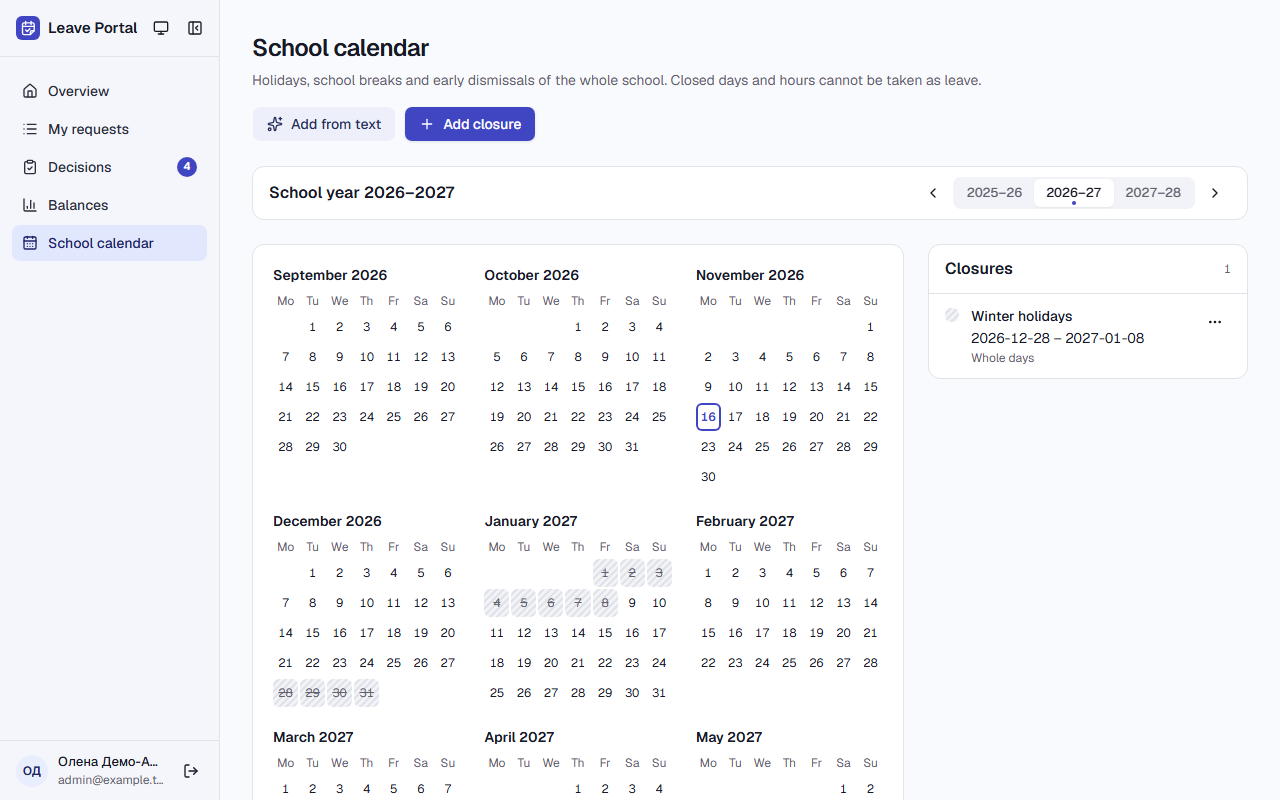 Leave Portal
Overview
My requests
Decisions 4
Balances
School calendar
Олена Демо-А...
ОД
admin@example.t...
School calendar
Holidays, school breaks and early dismissals of the whole school. Closed days and hours cannot be taken as leave.
Add from text
Add closure
School year 2026–2027
2025–26 2026–27 2027–28
September 2026
Mo Tu We Th Fr Sa Su
1 2 3 4 5 6
7 8 9 10 11 12 13
14 15 16 17 18 19 20
21 22 23 24 25 26 27
28 29 30
October 2026
Mo Tu We Th Fr Sa Su
1 2 3 4
5 6 7 8 9 10 11
12 13 14 15 16 17 18
19 20 21 22 23 24 25
26 27 28 29 30 31
November 2026
Mo Tu We Th Fr Sa Su
1
2 3 4 5 6 7 8
9 10 11 12 13 14 15
16 17 18 19 20 21 22
23 24 25 26 27 28 29
30
December 2026
Mo Tu We Th Fr Sa Su
1 2 3 4 5 6
7 8 9 10 11 12 13
14 15 16 17 18 19 20
21 22 23 24 25 26 27
28 29 30 31
January 2027
Mo Tu We Th Fr Sa Su
1 2 3
4 5 6 7 8 9 10
11 12 13 14 15 16 17
18 19 20 21 22 23 24
25 26 27 28 29 30 31
February 2027
Mo Tu We Th Fr Sa Su
1 2 3 4 5 6 7
8 9 10 11 12 13 14
15 16 17 18 19 20 21
22 23 24 25 26 27 28
March 2027
Mo Tu We Th Fr Sa Su
1 2 3 4 5 6 7
April 2027
Mo Tu We Th Fr Sa Su
1 2 3 4
May 2027
Mo Tu We Th Fr Sa Su
1 2
Closures 1
Winter holidays
2026-12-28 – 2027-01-08
Whole days